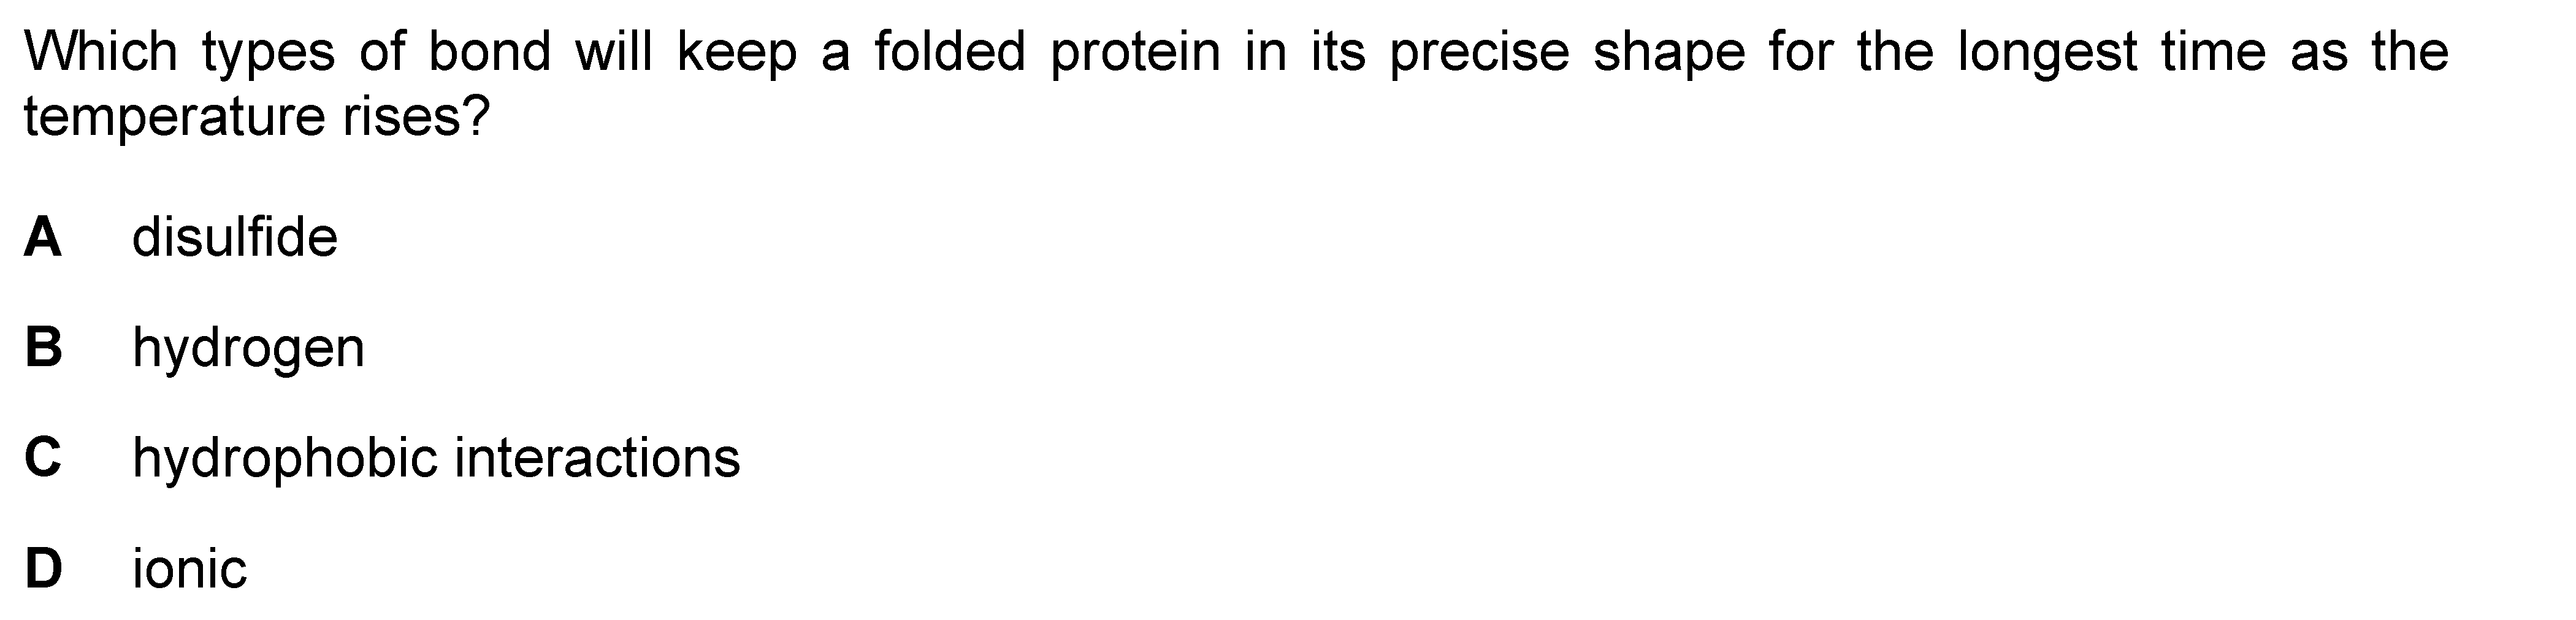 Which types of bond will keep a folded protein in its precise shape for the longest time as the
temperature rises?
A disulfide
B hydrogen
C hydrophobic interactions
D ionic